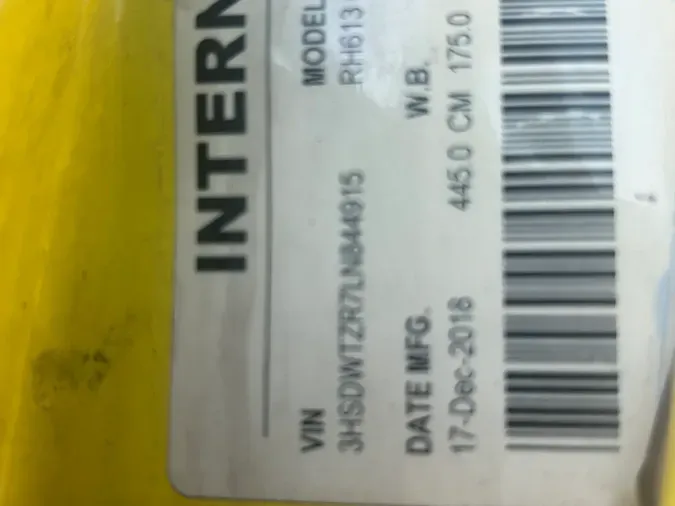 INTERN
VIN MODEL
3HSDWTZR7LN844915 RH613
DATE MFG. W.B.
17-Dec-2018 445.0 CM 175.0